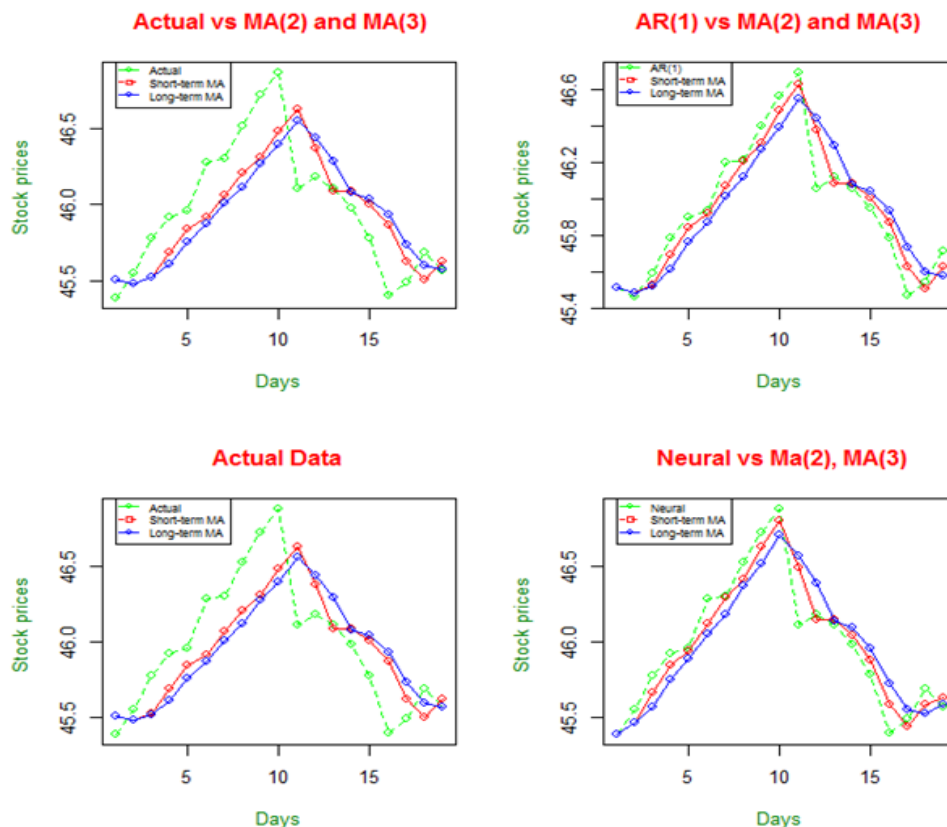 Actual vs MA(2) and MA(3)
Stock prices
46.5
46.0
45.5
Actual
Short-term MA
Long-term MA
5
10
15
Days
AR(1) vs MA(2) and MA(3)
Stock prices
46.6
46.2
45.8
45.4
AR(1)
Short-term MA
Long-term MA
5
10
15
Days
Actual Data
Stock prices
46.5
46.0
45.5
Actual
Short-term MA
Long-term MA
5
10
15
Days
Neural vs Ma(2), MA(3)
Stock prices
46.5
46.0
45.5
Neural
Short-term MA
Long-term MA
5
10
15
Days